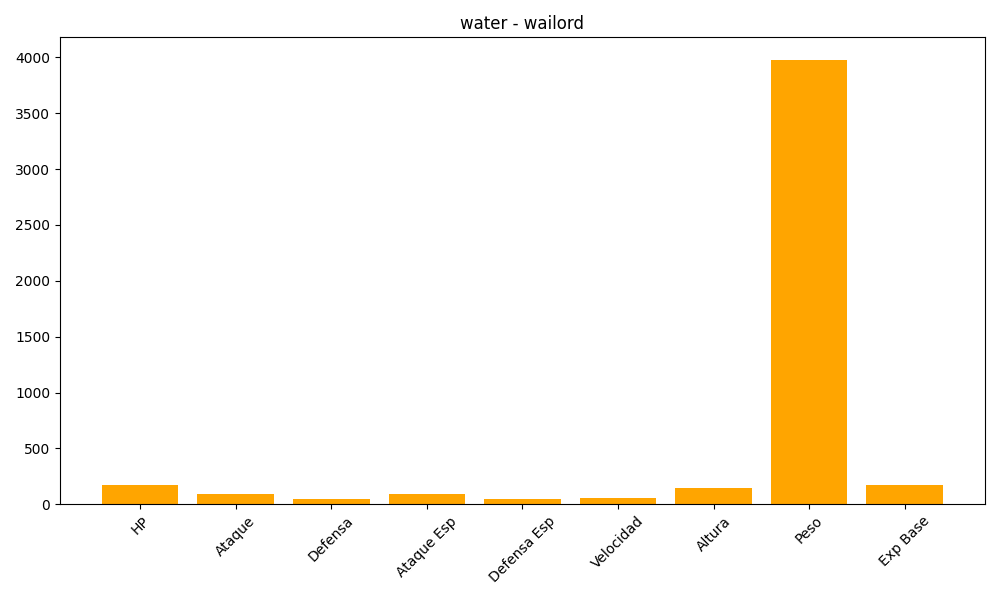 water - wailord
4000
3500
3000
2500
2000
1500
1000
500
0
HP
Ataque
Defensa
Ataque Esp
Defensa Esp
Velocidad
Altura
Peso
Exp Base